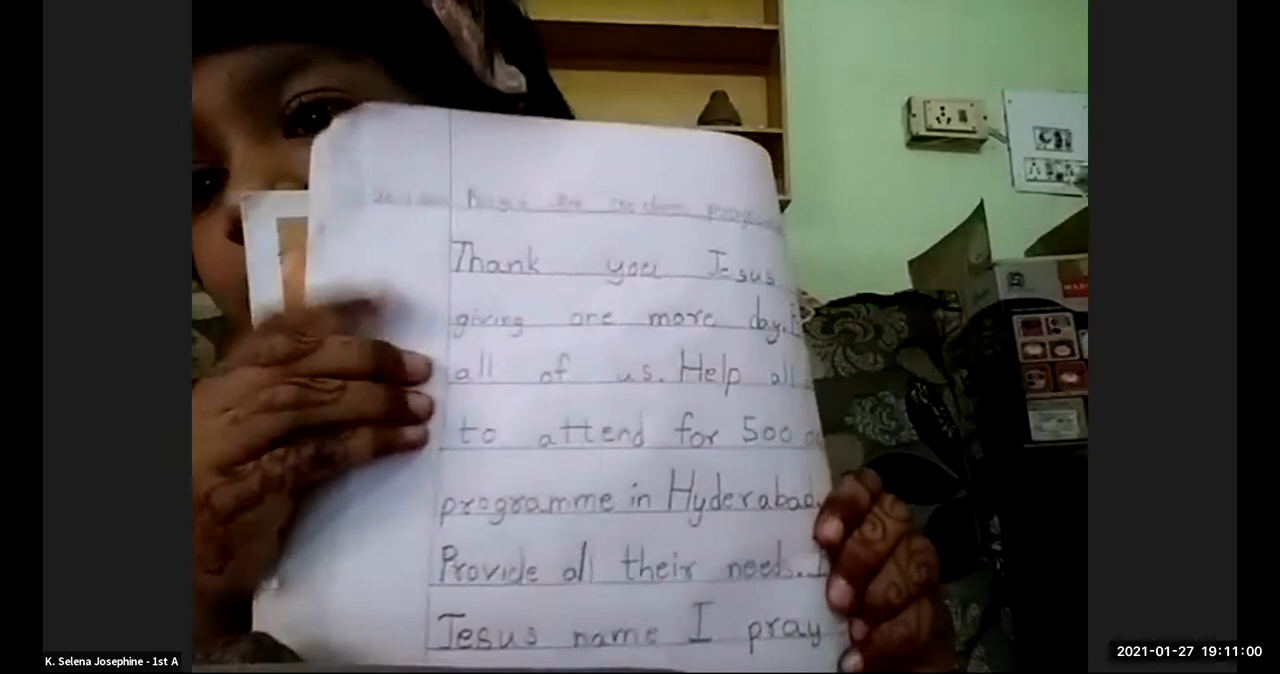 Thank you Jesus
giving one more day.
all of us. Help all
to attend for 500
programme in Hyderabad.
Provide all their needs.
Jesus name I pray
K. Selena Josephine - 1st A
2021-01-27 19:11:00